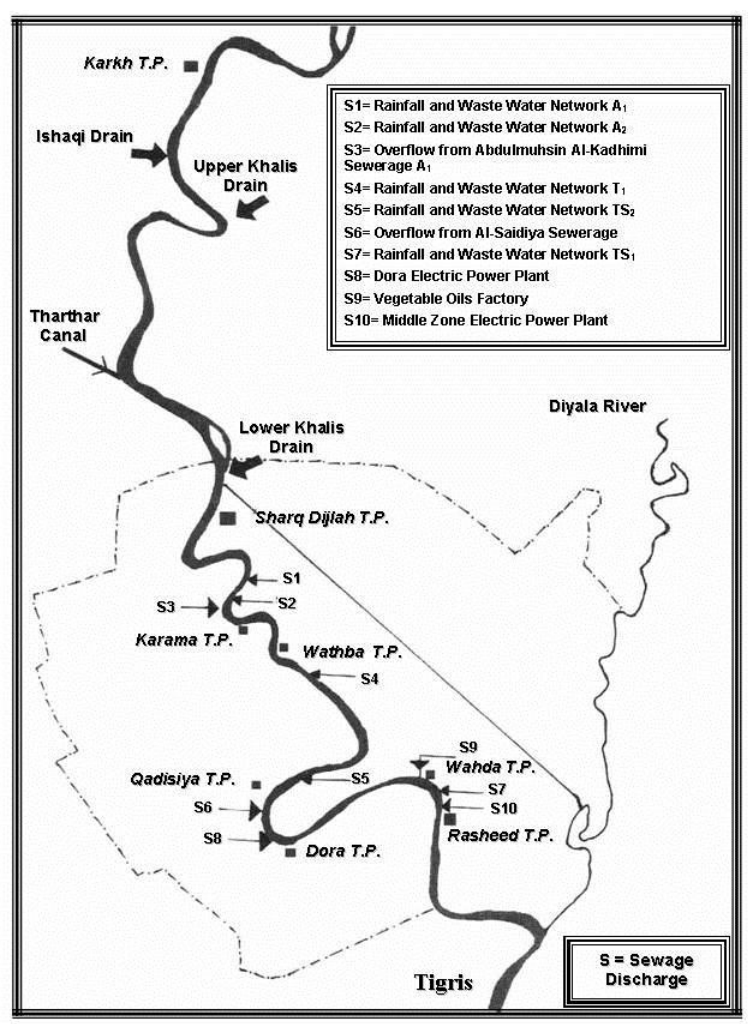 Karkh T.P.
S1= Rainfall and Waste Water Network A1
S2= Rainfall and Waste Water Network A2
S3= Overflow from Abdulmuhsin Al-Kadhimi
Sewerage A1
S4= Rainfall and Waste Water Network T1
S5= Rainfall and Waste Water Network TS2
S6= Overflow from Al-Saidiya Sewerage
S7= Rainfall and Waste Water Network TS1
S8= Dora Electric Power Plant
S9= Vegetable Oils Factory
S10= Middle Zone Electric Power Plant
Ishaqi Drain
Upper Khalis
Drain
Tharthar
Canal
Diyala River
Lower Khalis
Drain
Sharq Dijlah T.P.
S1
S2
S3
Karama T.P.
Wathba T.P.
S4
S9
Wahda T.P.
Qadisiya T.P.
S5
S7
S6
S10
Rasheed T.P.
S8
Dora T.P.
S = Sewage
Discharge
Tigris